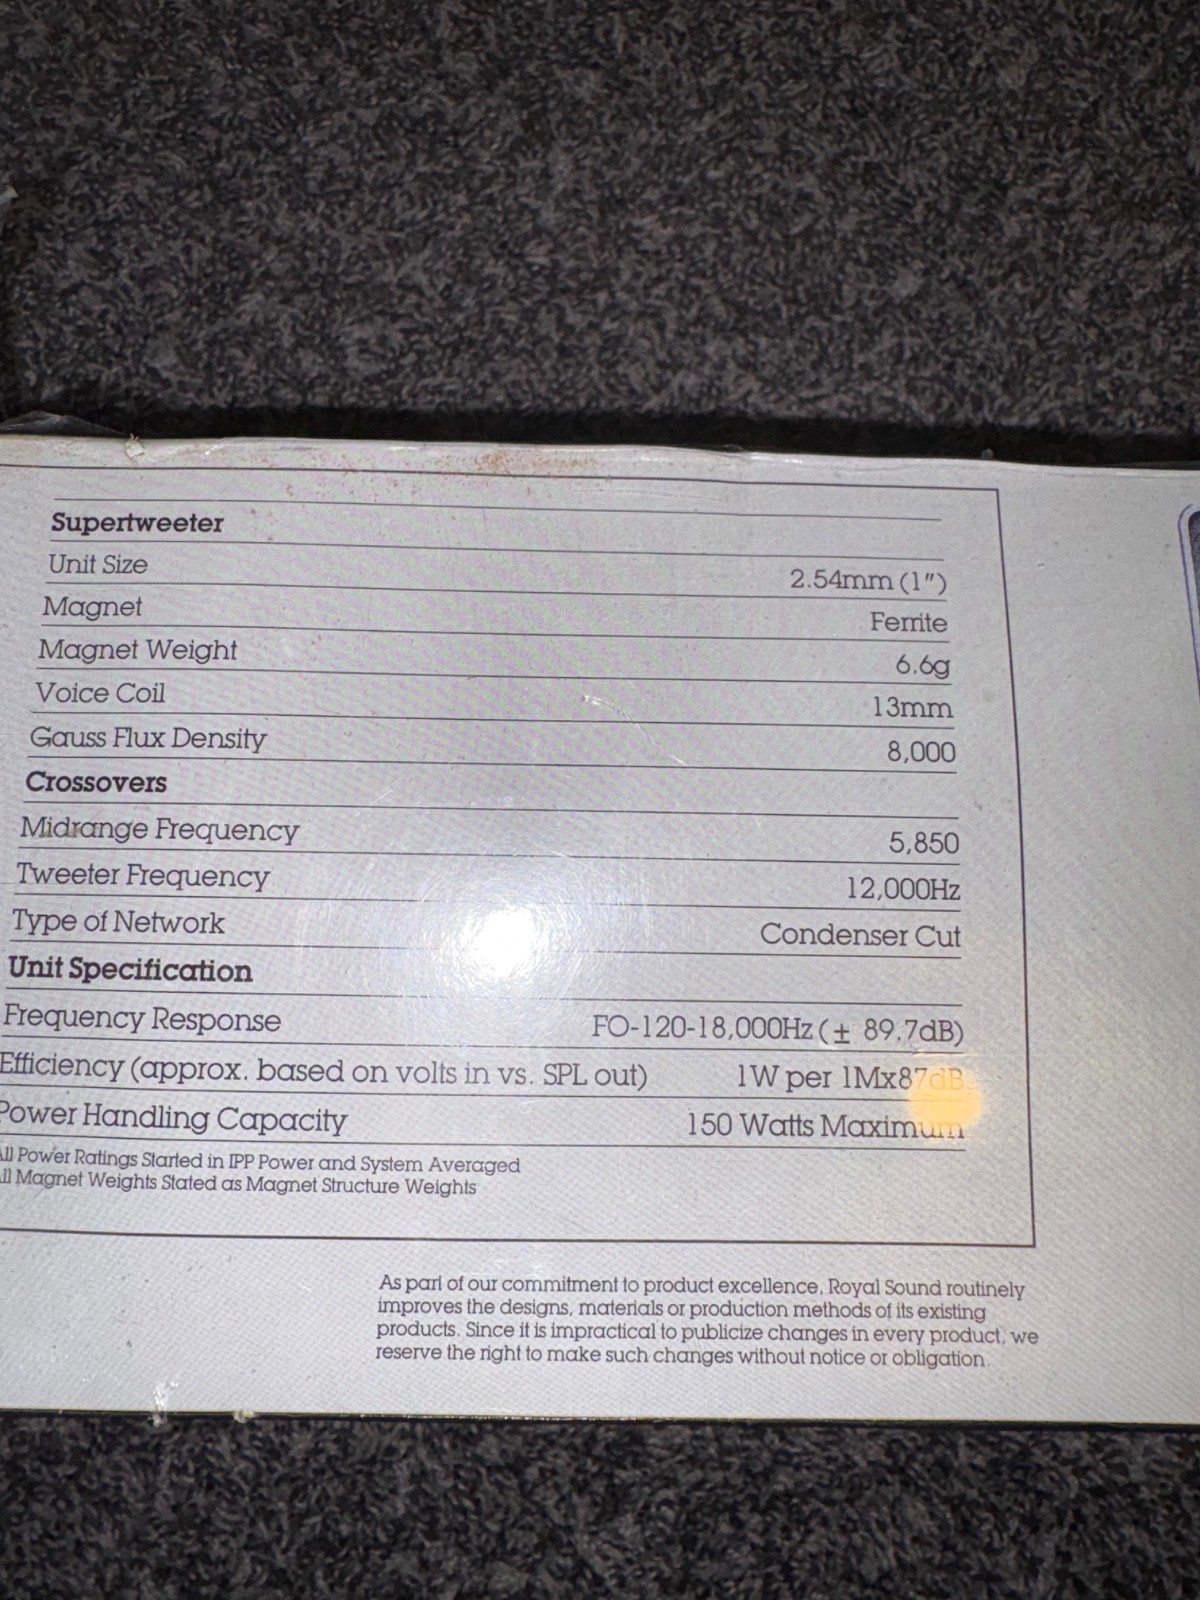 Supertweeter
Unit Size 2.54mm (1")
Magnet Ferrite
Magnet Weight 6.6g
Voice Coil 13mm
Gauss Flux Density 8,000
Crossovers
Midrange Frequency 5,850
Tweeter Frequency 12,000Hz
Type of Network Condenser Cut
Unit Specification
Frequency Response FO-120-18,000Hz (± 89.7dB)
Efficiency (approx. based on volts in vs. SPL out) 1W per 1Mx87dB
Power Handling Capacity 150 Watts Maximum
All Power Ratings Started in IPP Power and System Averaged
All Magnet Weights Stated as Magnet Structure Weights
As part of our commitment to product excellence, Royal Sound routinely
improves the designs, materials or production methods of its existing
products. Since it is impractical to publicize changes in every product, we
reserve the right to make such changes without notice or obligation.